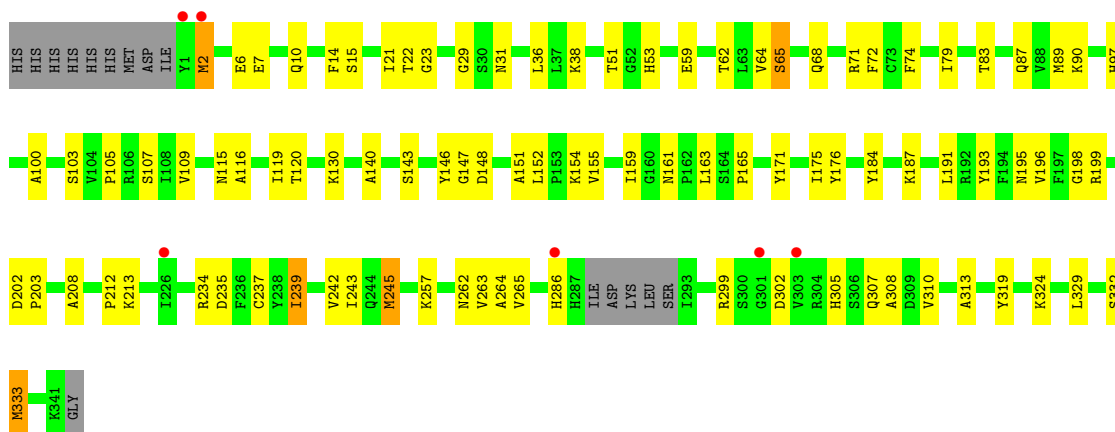 HIS HIS HIS HIS HIS HIS MET ASP ILE Y1 M2 E6 E7 Q10 F14 S15 I21 T22 G23 G29 S30 N31 L36 L37 K38 T51 G52 H53 E59 T62 L63 V64 S65 Q68 R71 F72 C73 F74 I79 T83 Q87 V88 M89 K90 H97
A100 S103 V104 P105 R106 S107 I108 V109 N115 A116 I119 T120 K130 A140 S143 Y146 G147 D148 A151 L152 P153 K154 V155 I159 G160 N161 P162 L163 S164 P165 Y171 I175 Y176 Y184 K187 L191 R192 Y193 F194 N195 V196 F197 G198 R199
D202 P203 A208 P212 K213 I226 R234 D235 F236 C237 Y238 I239 V242 I243 Q244 M245 K257 N262 V263 A264 V265 H286 H287 ILE ASP LYS LEU SER I293 R299 S300 G301 D302 V303 R304 H305 S306 Q307 A308 D309 V310 A313 Y319 K324 L329 S332
M333 K341 GLY